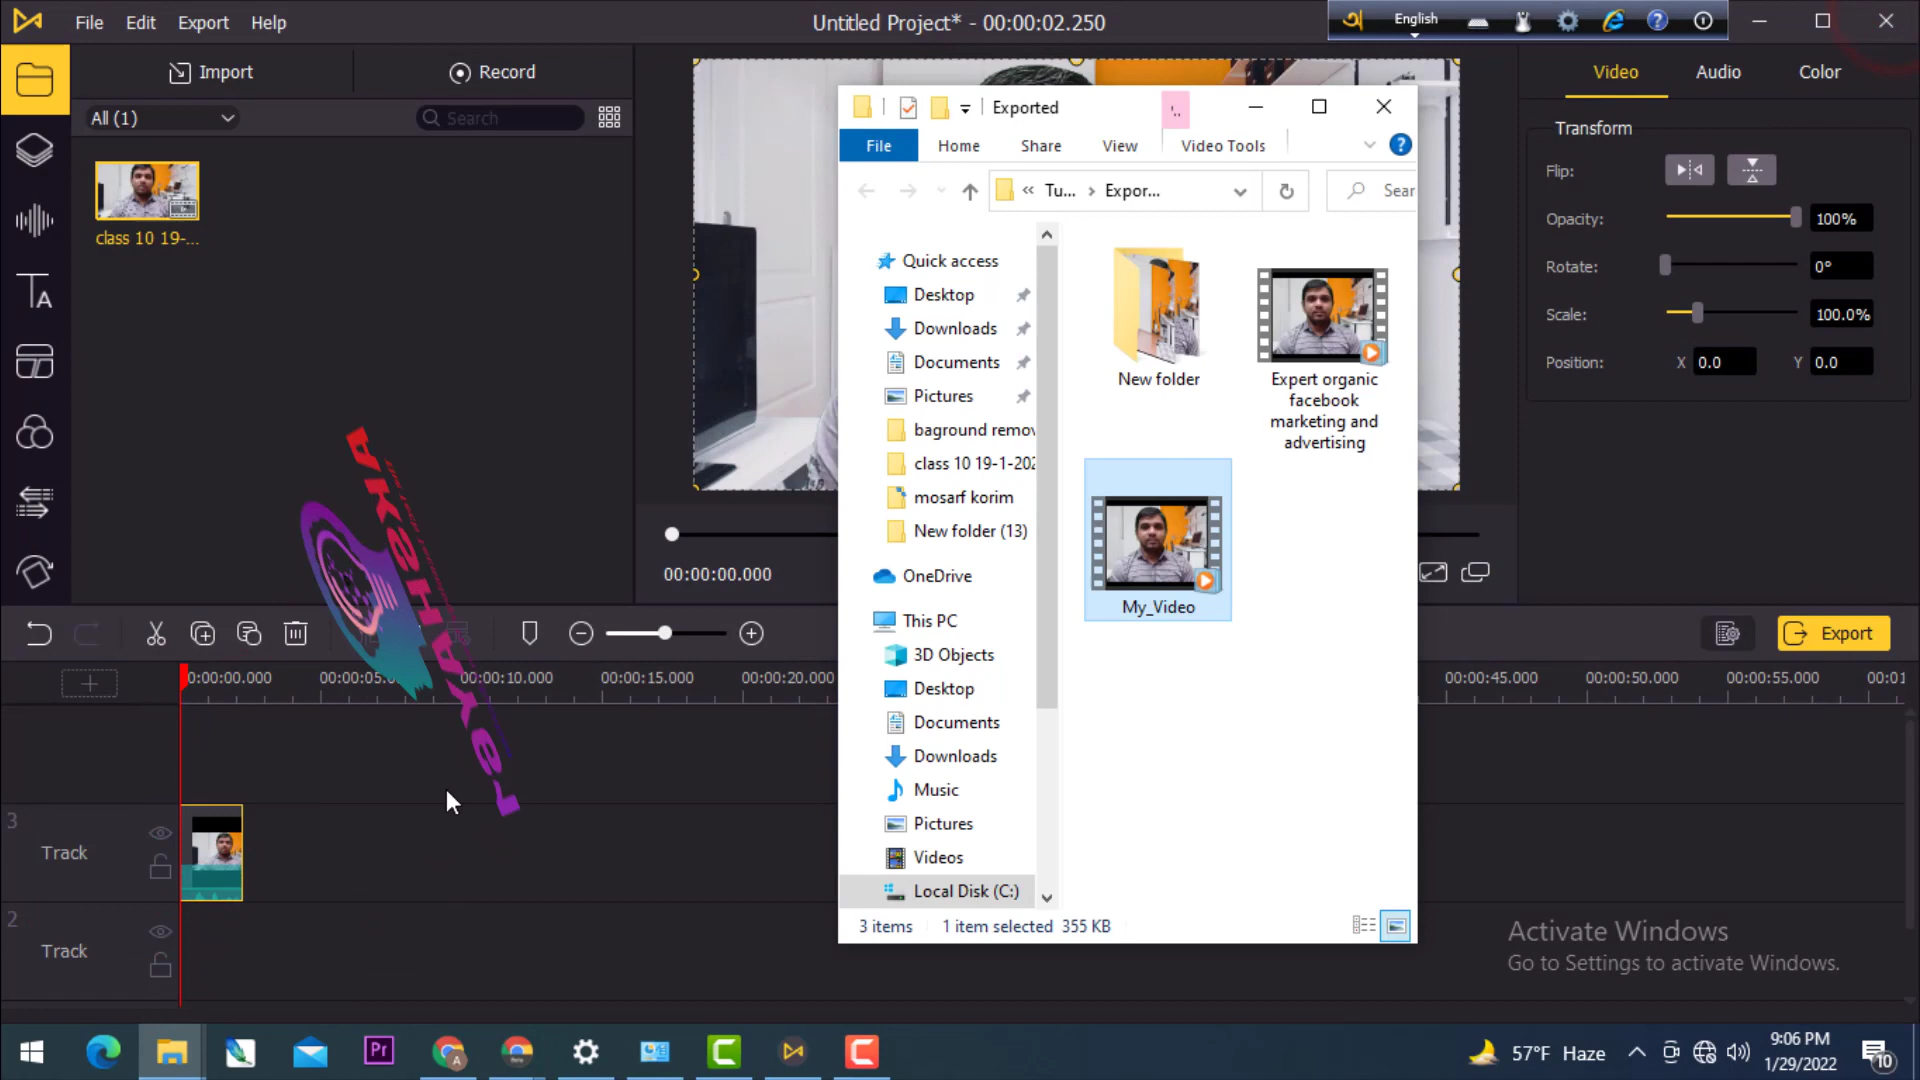 File Edit Export Help
Untitled Project* - 00:00:02.250
English
Import
Record
Video Audio Color
All (1)
Search
class 10 19-...
Transform
Flip:
Opacity: 100%
Rotate: 0°
Scale: 100.0%
Position: X 0.0 Y 0.0
Exported
File Home Share View Video Tools
« Tu... > Expor...
Sear
Quick access
Desktop
Downloads
Documents
Pictures
baground remov
class 10 19-1-202
mosarf korim
New folder (13)
OneDrive
This PC
3D Objects
Desktop
Documents
Downloads
Music
Pictures
Videos
Local Disk (C:)
New folder
Expert organic
facebook
marketing and
advertising
My_Video
3 items 1 item selected 355 KB
00:00:00.000
Export
0:00:00.000 00:00:05. 00:00:10.000 00:00:15.000 00:00:20.000 00:00:45.000 00:00:50.000 00:00:55.000 00:01
3
Track
2
Track
Activate Windows
Go to Settings to activate Windows.
Pr
57°F Haze
9:06 PM
1/29/2022
10